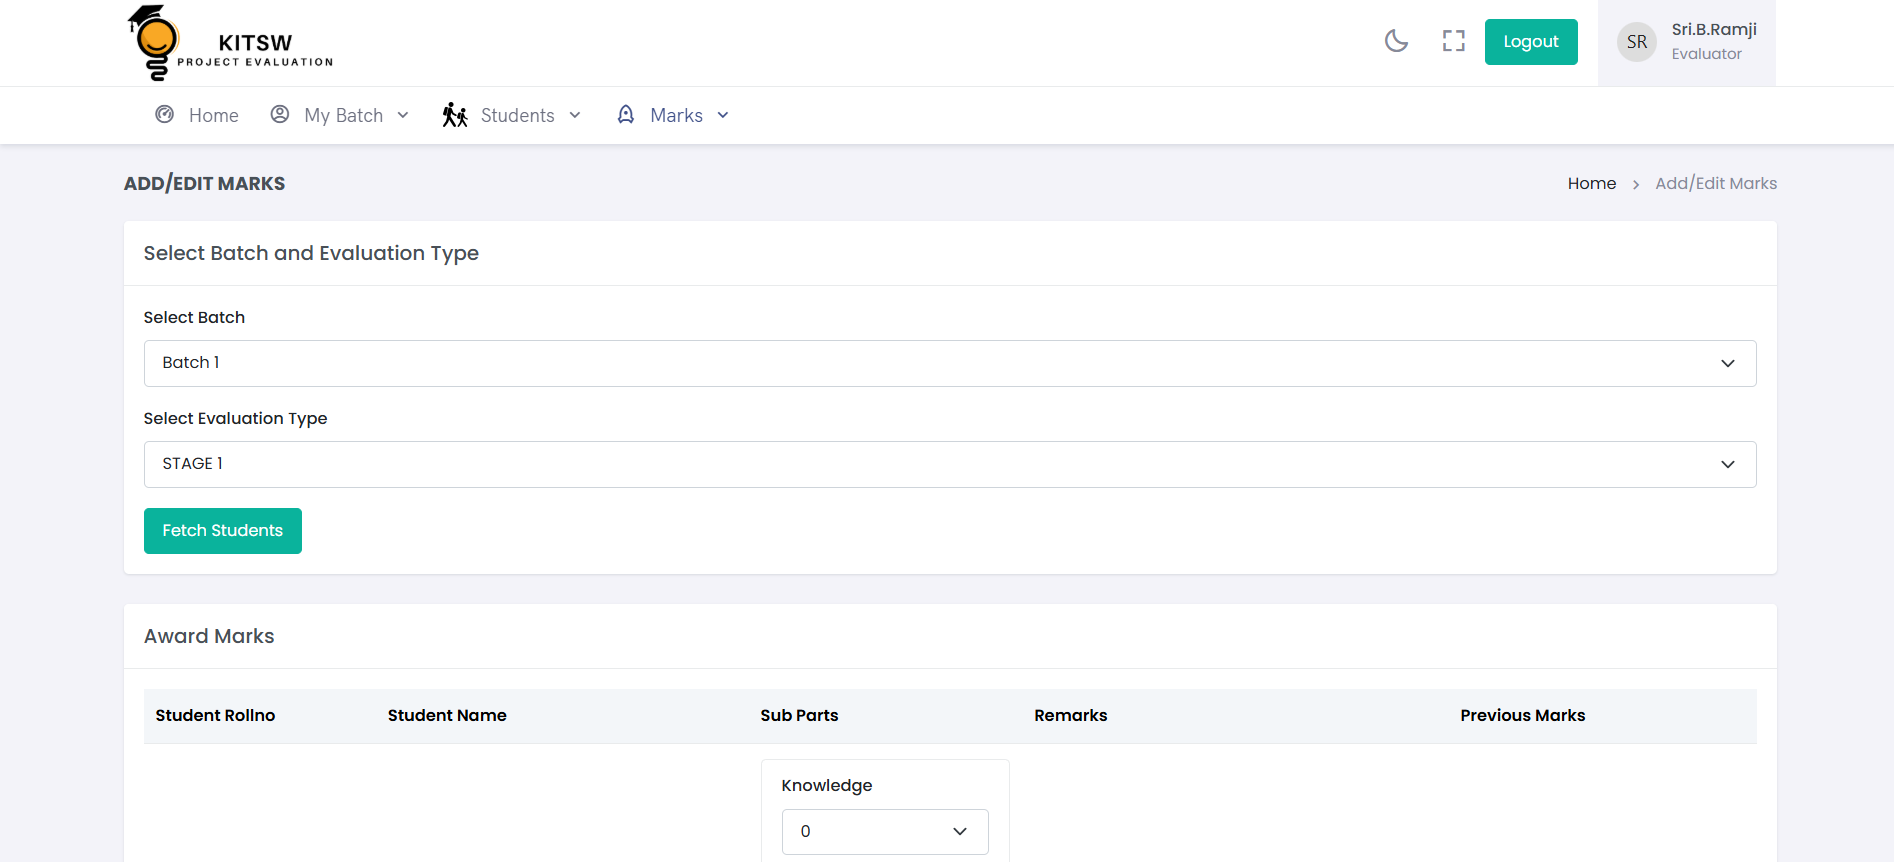 KITSW
PROJECT EVALUATION
Logout
SR
Sri.B.Ramji
Evaluator
Home
My Batch
Students
Marks
ADD/EDIT MARKS
Home > Add/Edit Marks
Select Batch and Evaluation Type
Select Batch
Batch 1
Select Evaluation Type
STAGE 1
Fetch Students
Award Marks
Student Rollno Student Name Sub Parts Remarks Previous Marks
Knowledge
0